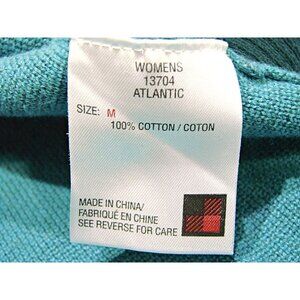 WOMENS
13704
ATLANTIC
SIZE: M
100% COTTON / COTON
MADE IN CHINA/
FABRIQUÉ EN CHINE
SEE REVERSE FOR CARE